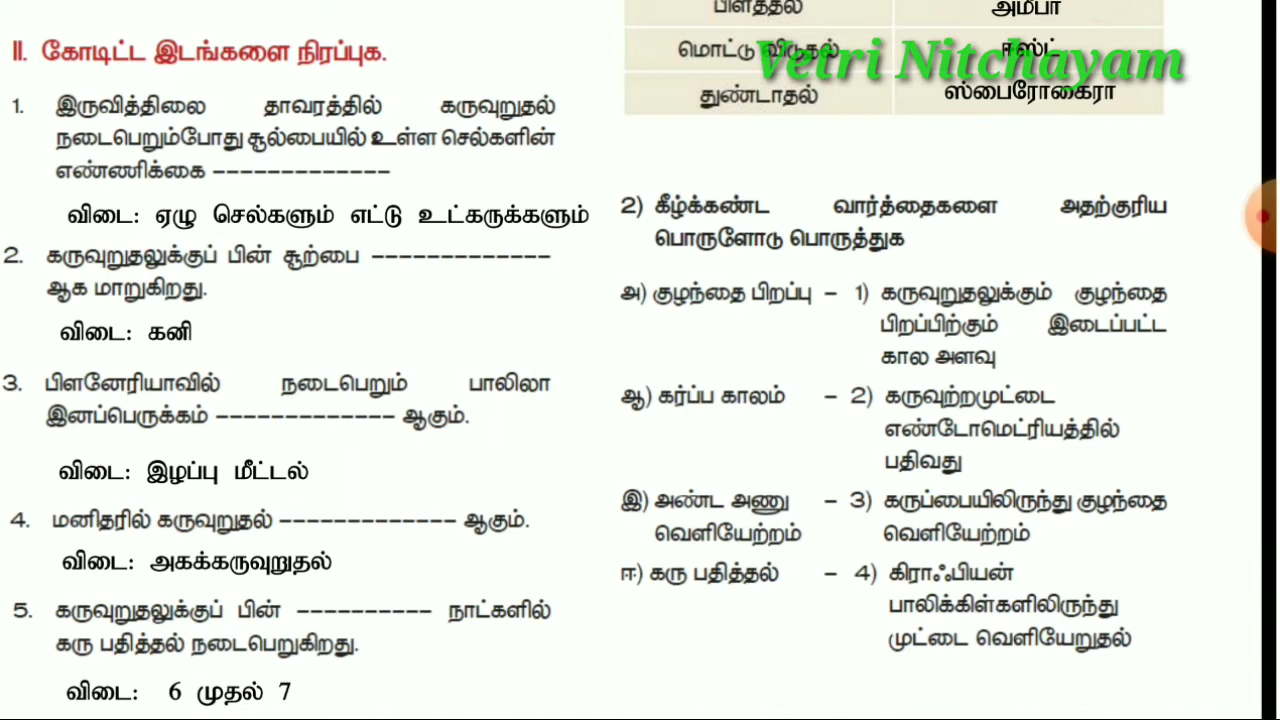 II. கோடிட்ட இடங்களை நிரப்புக.
1. இருவித்திலை தாவரத்தில் கருவுறுதல்
நடைபெறும்போது சூல்பையில் உள்ள செல்களின்
எண்ணிக்கை -------------
விடை: ஏழு செல்களும் எட்டு உட்கருக்களும்
2. கருவுறுதலுக்குப் பின் சூற்பை -------------
ஆக மாறுகிறது.
விடை: கனி
3. பிளனேரியாவில் நடைபெறும் பாலிலா
இனப்பெருக்கம் ------------- ஆகும்.
விடை: இழப்பு மீட்டல்
4. மனிதரில் கருவுறுதல் ------------- ஆகும்.
விடை: அகக்கருவுறுதல்
5. கருவுறுதலுக்குப் பின் ---------- நாட்களில்
கரு பதித்தல் நடைபெறுகிறது.
விடை: 6 முதல் 7
பிளத்தல் அமீபா
மொட்டு விடுதல் ஈஸ்ட்
Vetri Nitchayam
துண்டாதல் ஸ்பைரோகைரா
2) கீழ்க்கண்ட வார்த்தைகளை அதற்குரிய
பொருளோடு பொருத்துக
அ) குழந்தை பிறப்பு – 1) கருவுறுதலுக்கும் குழந்தை
பிறப்பிற்கும் இடைப்பட்ட
கால அளவு
ஆ) கர்ப்ப காலம் – 2) கருவுற்றமுட்டை
எண்டோமெட்ரியத்தில்
பதிவது
இ) அண்ட அணு – 3) கருப்பையிலிருந்து குழந்தை
வெளியேற்றம் வெளியேற்றம்
ஈ) கரு பதித்தல் – 4) கிராஃபியன்
பாலிக்கிள்களிலிருந்து
முட்டை வெளியேறுதல்